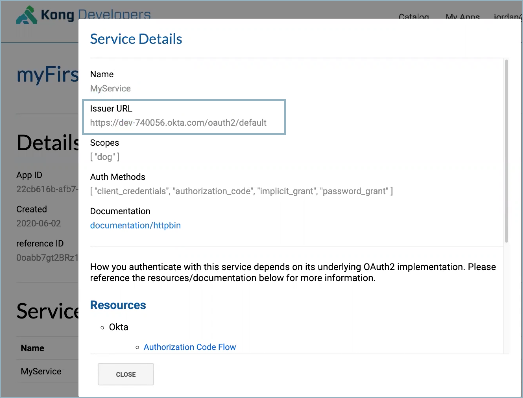 Kong Developers
Catalog My Apps
Service Details
myFirs
Name
MyService
Issuer URL
https://dev-740056.okta.com/oauth2/default
Scopes
[ "dog" ]
Details
Auth Methods
[ "client_credentials", "authorization_code", "implicit_grant", "password_grant" ]
App ID
22cb616b-afb7-
Created
2020-06-02
Documentation
documentation/httpbin
reference ID
0oabb7gt28Rz1
How you authenticate with this service depends on its underlying OAuth2 implementation. Please
reference the resources/documentation below for more information.
Service
Resources
Okta
Name
Authorization Code Flow
MyService
CLOSE